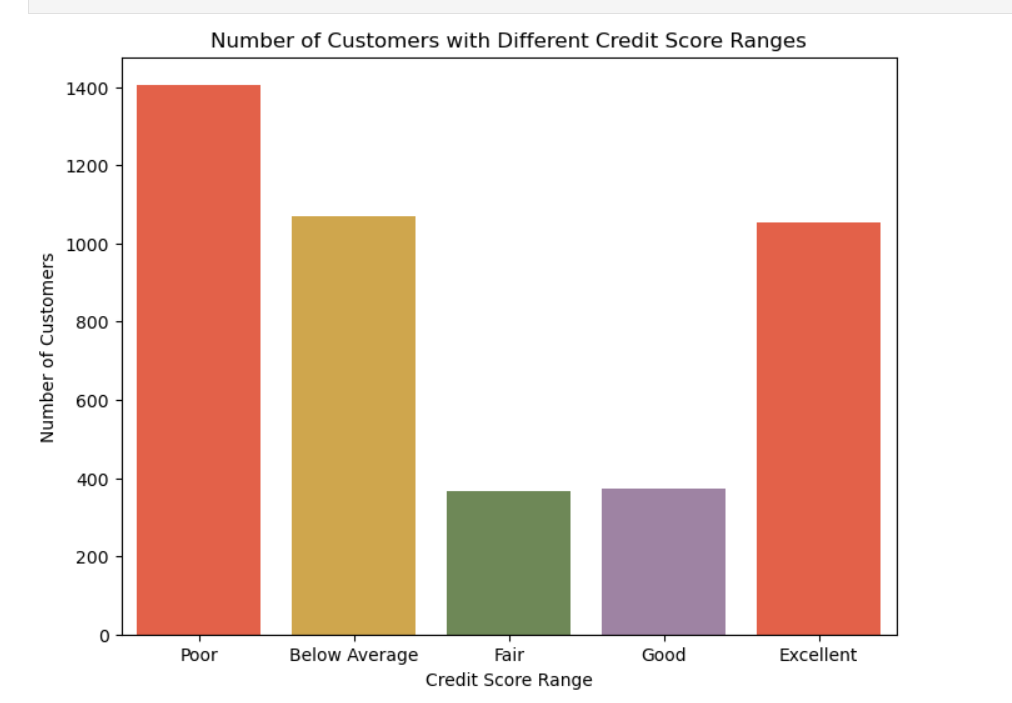 Number of Customers with Different Credit Score Ranges
1400
1200
1000
800
600
400
200
0
Number of Customers
Poor Below Average Fair Good Excellent
Credit Score Range